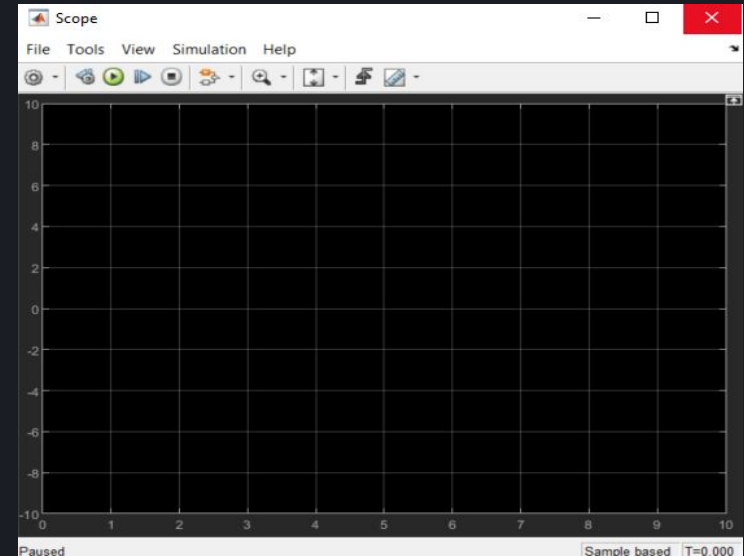 Scope
File Tools View Simulation Help
10
8
6
4
2
0
-2
-4
-6
-8
-10
0 1 2 3 4 5 6 7 8 9 10
Paused Sample based T=0.000